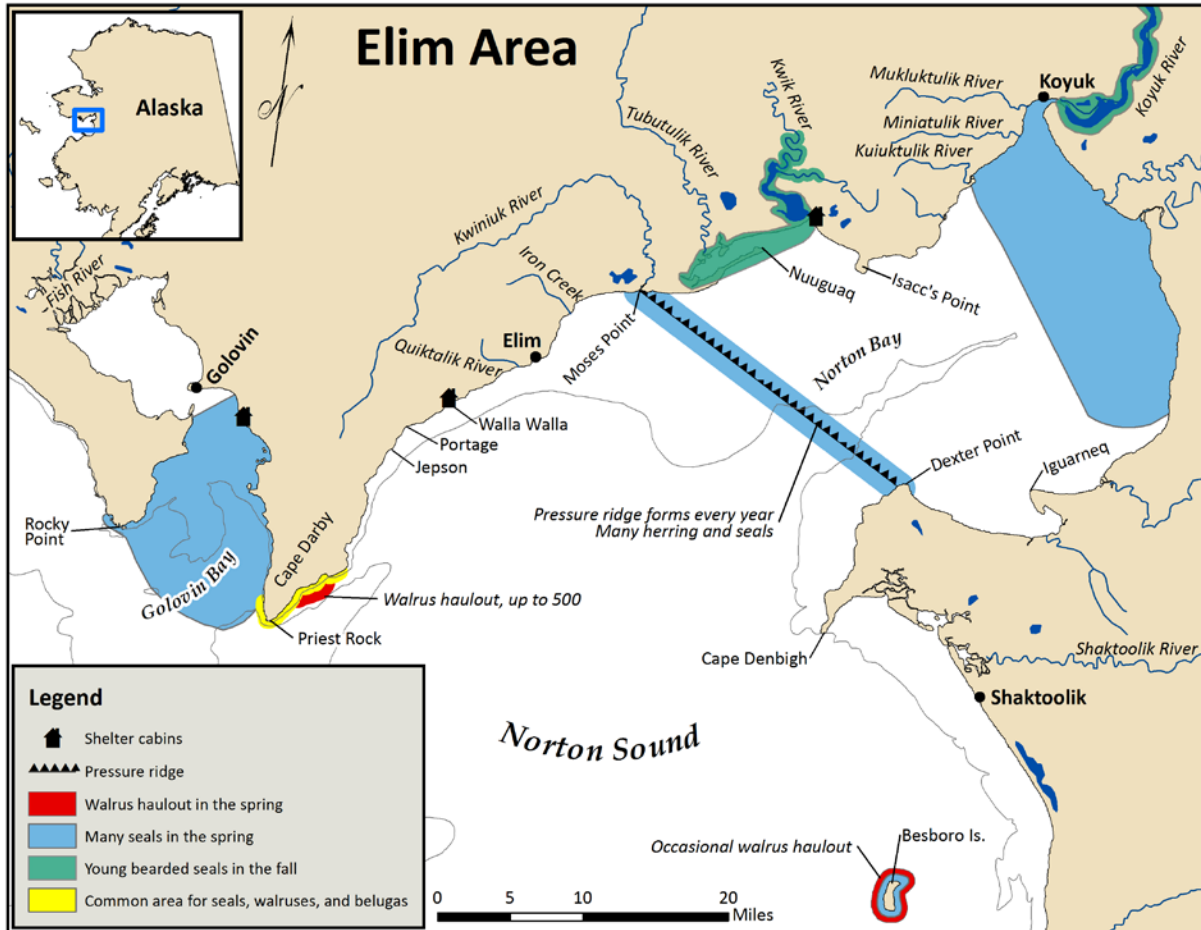 Elim Area
Alaska
Mukluktulik River
Koyuk
Koyuk River
Kwik River
Miniatulik River
Tubutulik River
Kuiuktulik River
Kwiniuk River
Iron Creek
Fish River
Nuuguaq
Isacc's Point
Golovin
Elim
Moses Point
Quiktalik River
Norton Bay
Walla Walla
Portage
Jepson
Dexter Point
Iguarneq
Rocky
Point
Pressure ridge forms every year
Many herring and seals
Golovin Bay
Cape Darby
Walrus haulout, up to 500
Priest Rock
Cape Denbigh
Shaktoolik River
Shaktoolik
Norton Sound
Legend
Shelter cabins
Pressure ridge
Walrus haulout in the spring
Many seals in the spring
Young bearded seals in the fall
Common area for seals, walruses, and belugas
Occasional walrus haulout
Besboro Is.
0 5 10 20
Miles